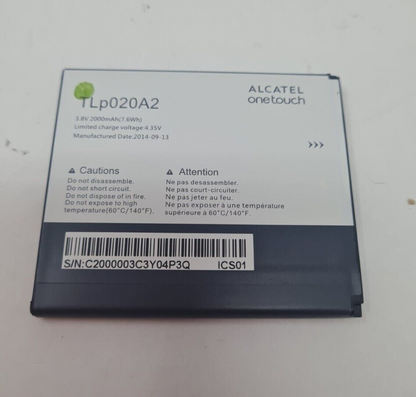 TLp020A2
ALCATEL
onetouch
3.8V 2000mAh(7.6Wh)
Limited charge voltage:4.35V
Manufactured Date:2014-09-13
>>>
Cautions
Do not disassemble.
Do not short circuit.
Do not dispose of in fire.
Do not expose to high
temperature(60°C/140°F).
Attention
Ne pas desassembler.
Ne pas court-circuiter.
Ne pas jeter au feu.
Ne pas exposer à une température
supérieure à 60°C/140°F).
S/N:C2000003C3Y04P3Q ICS01